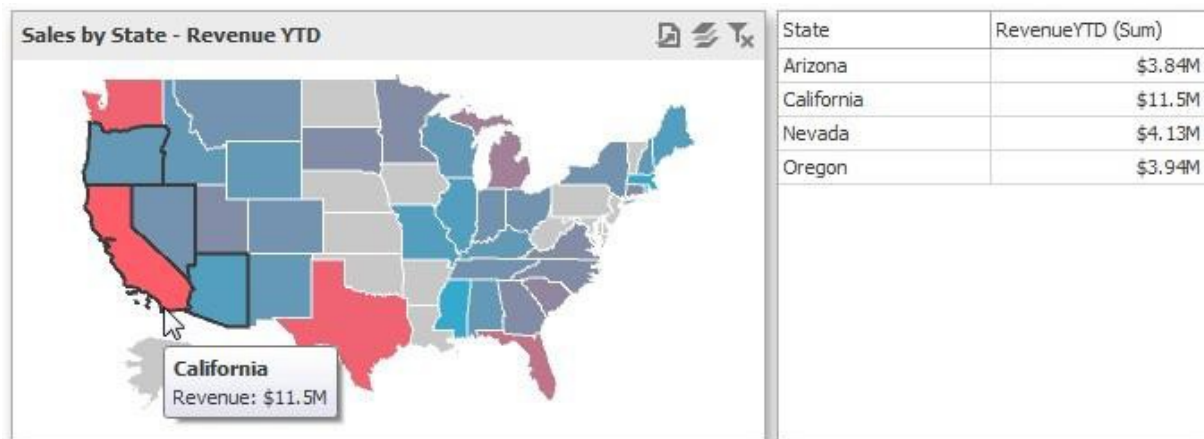 Sales by State - Revenue YTD
California
Revenue: $11.5M
State RevenueYTD (Sum)
Arizona $3.84M
California $11.5M
Nevada $4.13M
Oregon $3.94M